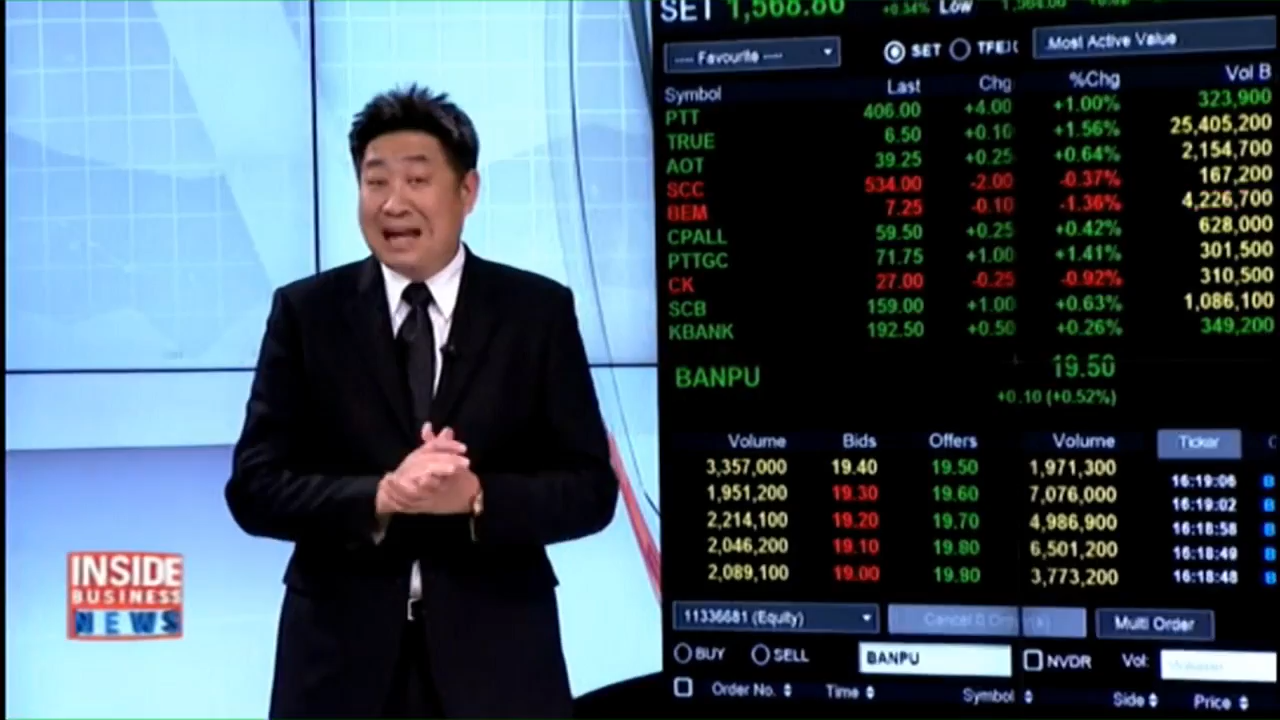 SET 1,568.86 +0.34% Low 1,564.00
---- Favourite ---- SET TFEX Most Active Value
Symbol Last Chg %Chg Vol B
PTT 406.00 +4.00 +1.00% 323,900
TRUE 6.50 +0.10 +1.56% 25,405,200
AOT 39.25 +0.25 +0.64% 2,154,700
SCC 534.00 -2.00 -0.37% 167,200
BEM 7.25 -0.10 -1.36% 4,226,700
CPALL 59.50 +0.25 +0.42% 628,000
PTTGC 71.75 +1.00 +1.41% 301,500
CK 27.00 -0.25 -0.92% 310,500
SCB 159.00 +1.00 +0.63% 1,086,100
KBANK 192.50 +0.50 +0.26% 349,200
BANPU 19.50
+0.10 (+0.52%)
Volume Bids Offers Volume Ticker
3,357,000 19.40 19.50 1,971,300 16:19:06 B
1,951,200 19.30 19.60 7,076,000 16:19:02 B
2,214,100 19.20 19.70 4,986,900 16:18:58 B
2,046,200 19.10 19.80 6,501,200 16:18:49 B
2,089,100 19.00 19.90 3,773,200 16:18:48 B
11336681 (Equity) Multi Order
BUY SELL BANPU NVDR Vol: Volume
Order No. Time Symbol Side Price
INSIDE
BUSINESS
NEWS